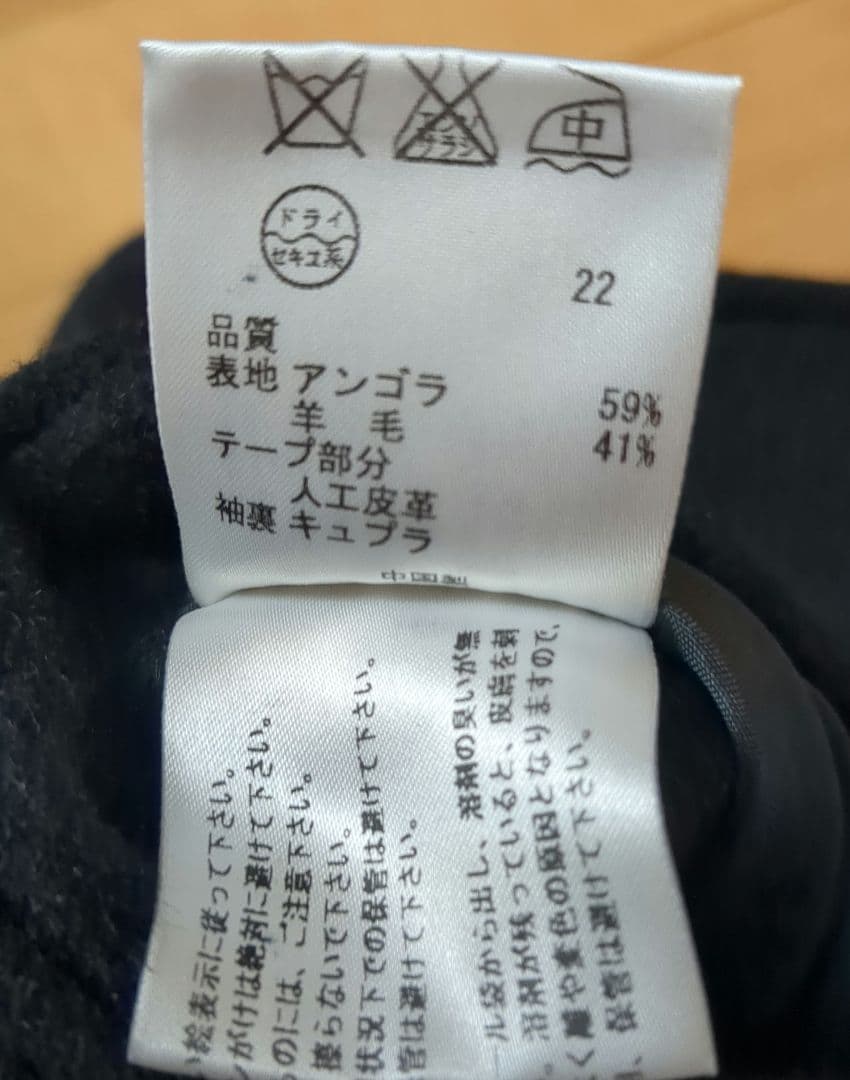 エンソ
サラシ
中
ドライ
セキユ系
22
品質
表地 アンゴラ 59%
羊 毛 41%
テープ部分
人工皮革
袖裏 キュプラ
中国製
絵表示に従って下さい。
がけは絶対に避けて下さい。
のには、ご注意下さい。
擦らないで下さい。
状況下での保管は避けて下さい。
管は避けて下さい。
ル袋から出し、溶剤の臭いが無
溶剤が残っていると、皮膚を刺
く離や変色の原因となりますので、
保管は避けて下さい。